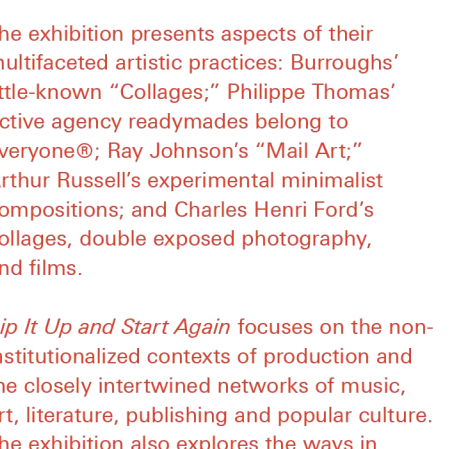 he exhibition presents aspects of their
ultifaceted artistic practices: Burroughs’
ttle-known “Collages;” Philippe Thomas’
ctive agency readymades belong to
veryone®; Ray Johnson’s “Mail Art;”
rthur Russell’s experimental minimalist
ompositions; and Charles Henri Ford’s
ollages, double exposed photography,
nd films.
ip It Up and Start Again focuses on the non-
nstitutionalized contexts of production and
he closely intertwined networks of music,
rt, literature, publishing and popular culture.
he exhibition also explores the ways in